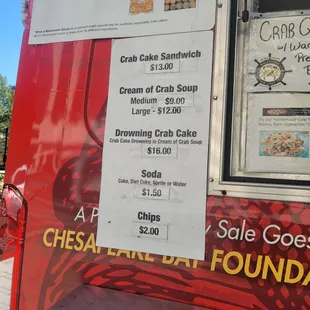 Crab Cake Sandwich
$13.00
Cream of Crab Soup
Medium $9.00
Large - $12.00
Drowning Crab Cake
Crab Cake Drowning in Cream of Crab Soup
$16.00
Soda
Coke, Diet Coke, Sprite or Water
$1.50
Chips
$2.00
CRAB
w/ War
Pre
A P
y Sale Goes
CHESAPEAKE BAY FOUNDA